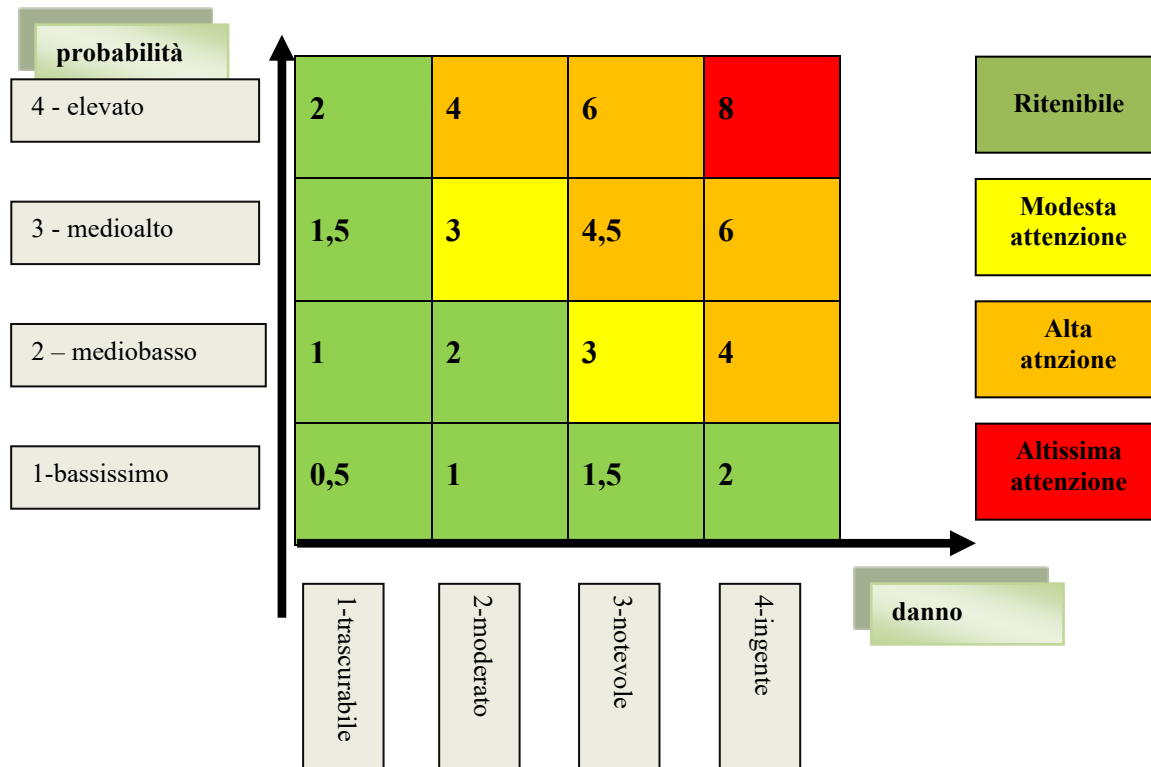 probabilità
4 - elevato
2
4
6
8
Ritenibile
3 - medioalto
1,5
3
4,5
6
Modesta
attenzione
2 – mediobasso
1
2
3
4
Alta
atnzione
1-bassissimo
0,5
1
1,5
2
Altissima
attenzione
1-trascurabile
2-moderato
3-notevole
4-ingente
danno